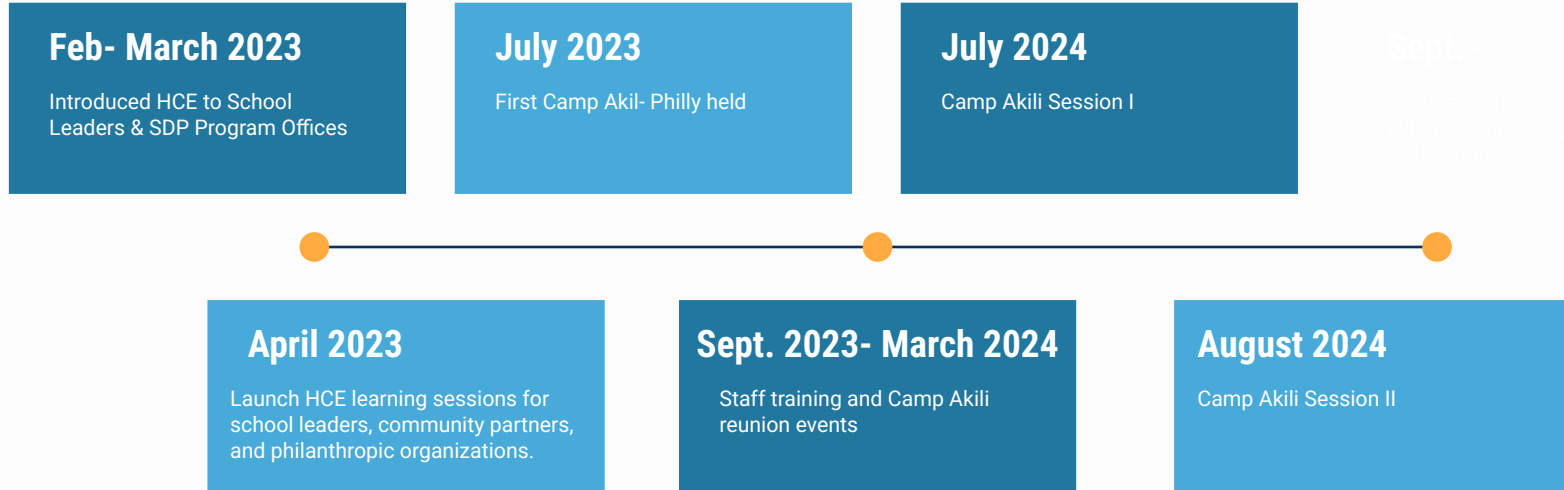 Feb- March 2023
Introduced HCE to School
Leaders & SDP Program Offices
July 2023
First Camp Akil- Philly held
July 2024
Camp Akili Session I
Sept.-
April 2023
Launch HCE learning sessions for
school leaders, community partners,
and philanthropic organizations.
Sept. 2023- March 2024
Staff training and Camp Akili
reunion events
August 2024
Camp Akili Session II